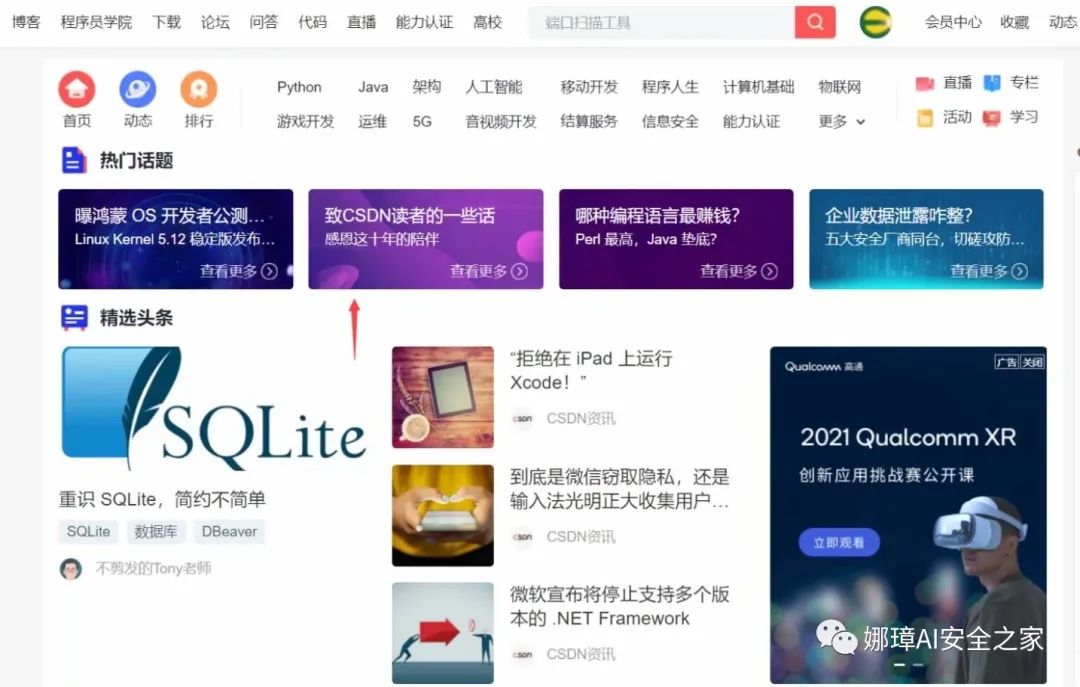 博客 程序员学院 下载 论坛 问答 代码 直播 能力认证 高校 端口扫描工具 会员中心 收藏 动态
Python Java 架构 人工智能 移动开发 程序人生 计算机基础 物联网 直播 专栏
首页 动态 排行 游戏开发 运维 5G 音视频开发 结算服务 信息安全 能力认证 更多 活动 学习
热门话题
曝鸿蒙 OS 开发者公测...
Linux Kernel 5.12 稳定版发布...
查看更多
致CSDN读者的一些话
感恩这十年的陪伴
查看更多
哪种编程语言最赚钱?
Perl 最高，Java 垫底?
查看更多
企业数据泄露咋整?
五大安全厂商同台，切磋攻防...
查看更多
精选头条
SQLite
重识 SQLite，简约不简单
SQLite 数据库 DBeaver
不剪发的Tony老师
“拒绝在 iPad 上运行
Xcode！”
CSDN CSDN资讯
到底是微信窃取隐私，还是
输入法光明正大收集用户...
CSDN CSDN资讯
微软宣布将停止支持多个版
本的 .NET Framework
CSDN CSDN资讯
Qualcomm 高通 广告 关闭
2021 Qualcomm XR
创新应用挑战赛公开课
立即观看
娜璋AI安全之家